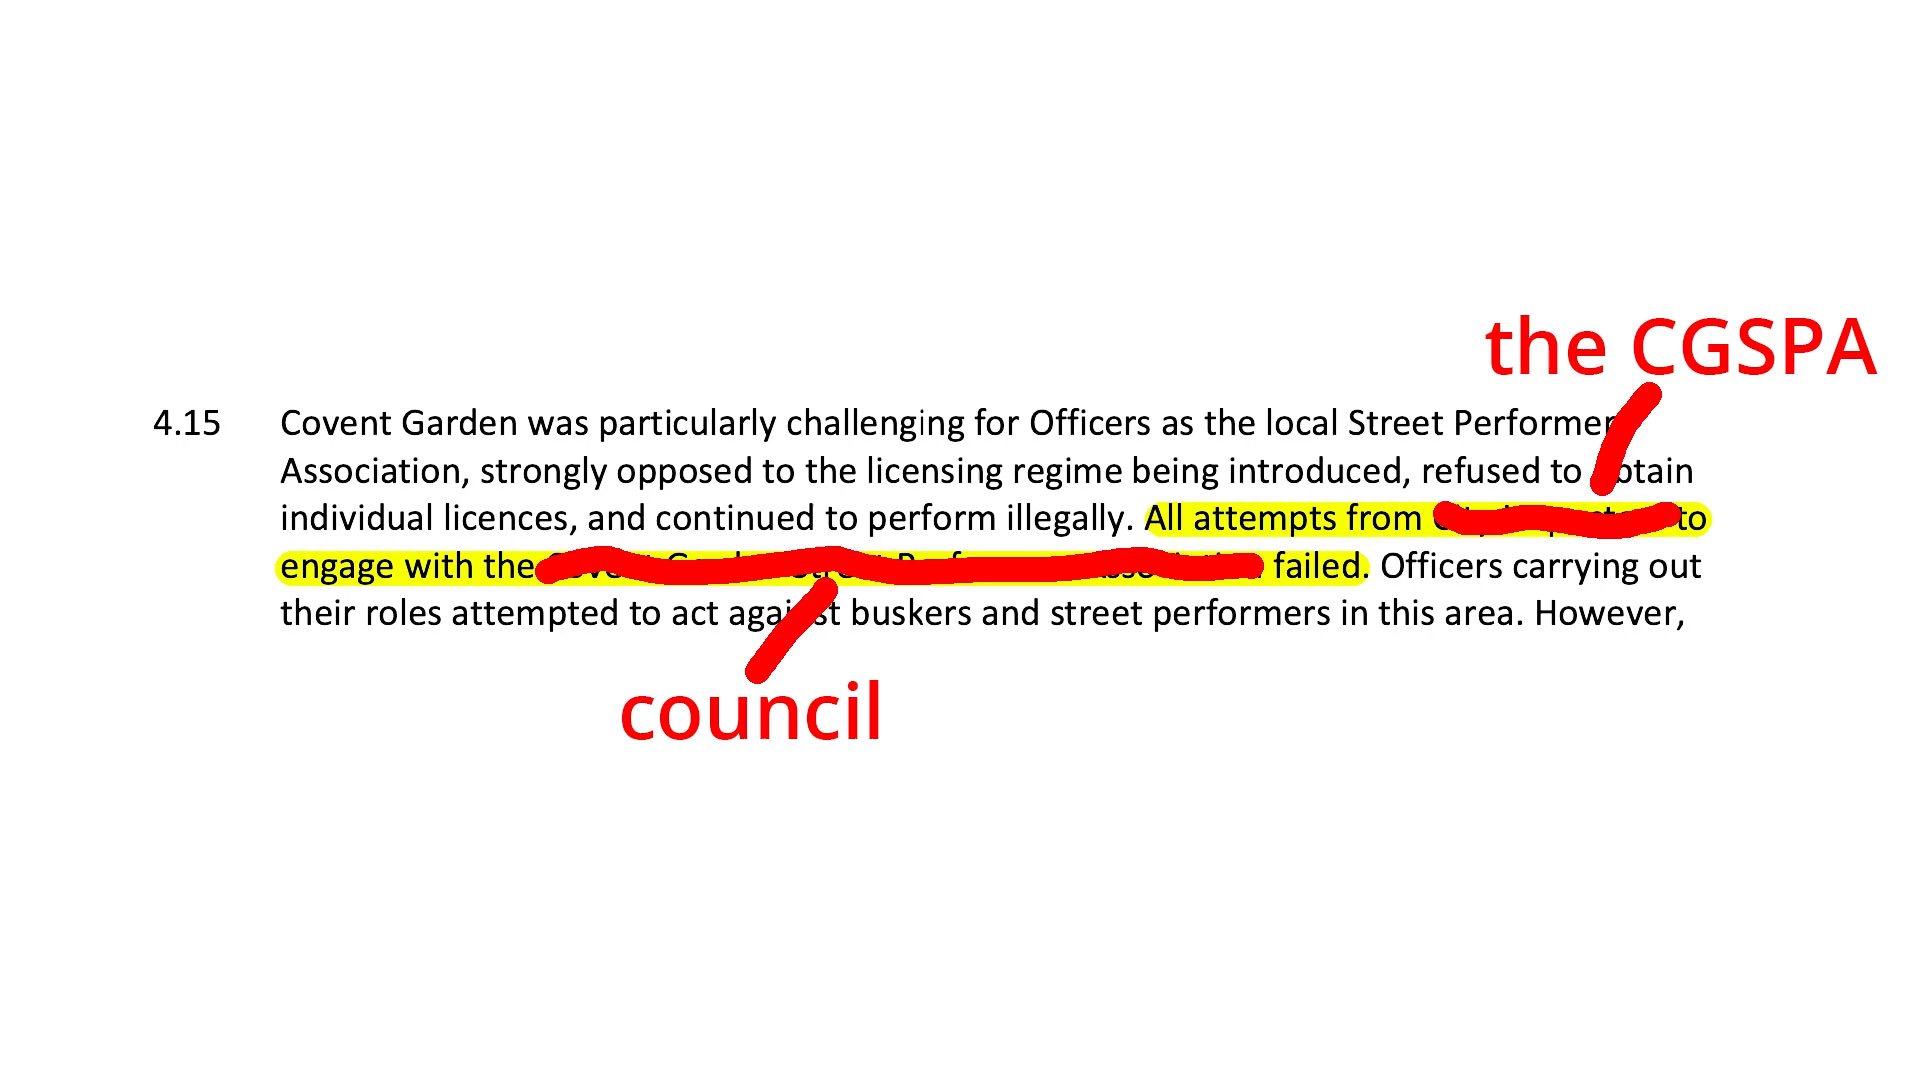 the CGSPA
4.15 Covent Garden was particularly challenging for Officers as the local Street Performer
Association, strongly opposed to the licensing regime being introduced, refused to obtain
individual licences, and continued to perform illegally. All attempts from to
engage with the failed. Officers carrying out
their roles attempted to act against buskers and street performers in this area. However,
council